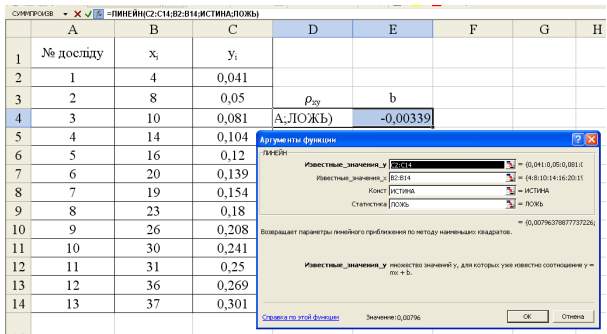 СУММПРОИЗВ =ЛИНЕЙН(C2:C14;B2:B14;ИСТИНА;ЛОЖЬ)
A B C D E F G H
1 № досліду xᵢ yᵢ
2 1 4 0,041
3 2 8 0,05 ρxy b
4 3 10 0,081 А;ЛОЖЬ) -0,00339
5 4 14 0,104
6 5 16 0,12
7 6 20 0,139
8 7 19 0,154
9 8 23 0,18
10 9 26 0,208
11 10 30 0,241
12 11 31 0,25
13 12 36 0,269
14 13 37 0,301
Аргументы функции
ЛИНЕЙН
Известные_значения_y C2:C14 = {0,041:0,05:0,081:(
Известные_значения_x B2:B14 = {4:8:10:14:16:20:1
Конст ИСТИНА = ИСТИНА
Статистика ЛОЖЬ = ЛОЖЬ
= {0,00796378877737226;
Возвращает параметры линейного приближения по методу наименьших квадратов.
Известные_значения_y множество значений y, для которых уже известно соотношение y =
mx + b.
Справка по этой функции Значение:0,00796 ОК Отмена